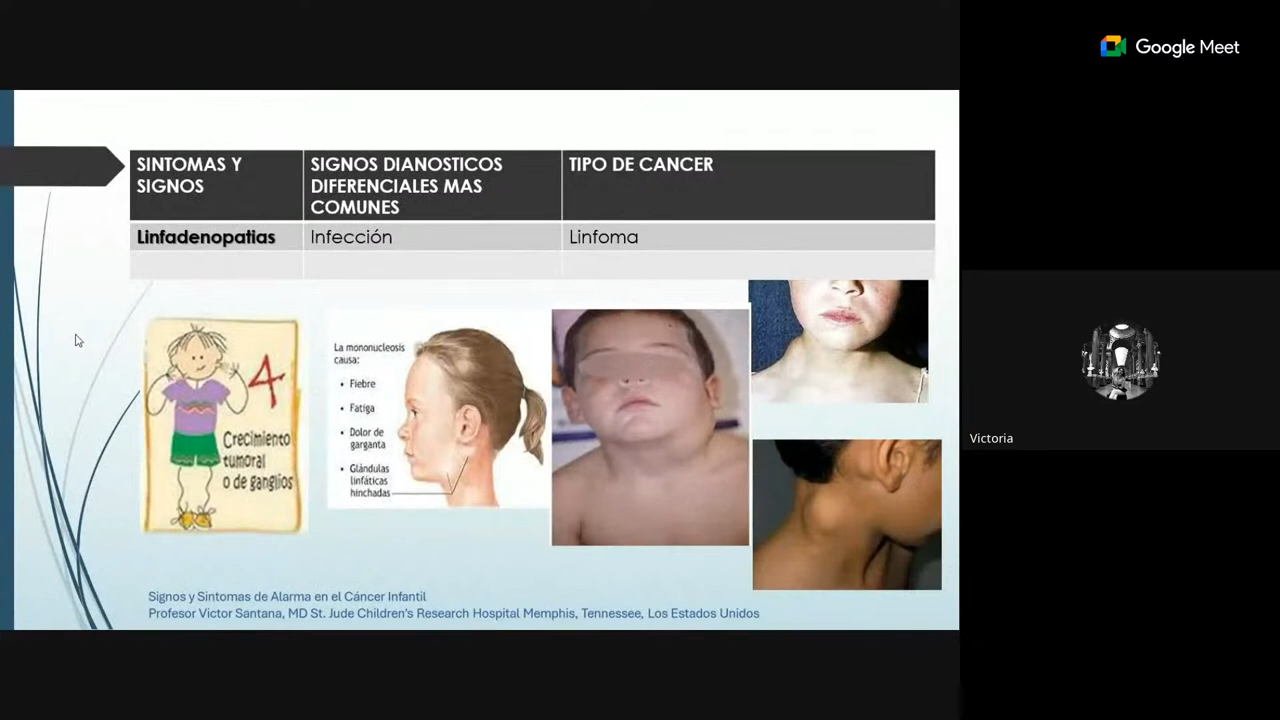 Google Meet
SINTOMAS Y
SIGNOS
SIGNOS DIANOSTICOS
DIFERENCIALES MAS
COMUNES
TIPO DE CANCER
Linfadenopatias
Infección
Linfoma
4
Crecimiento
tumoral
o de ganglios
La mononucleosis
causa:
• Fiebre
• Fatiga
• Dolor de
garganta
• Glándulas
linfáticas
hinchadas
Signos y Sintomas de Alarma en el Cáncer Infantil
Profesor Victor Santana, MD St. Jude Children's Research Hospital Memphis, Tennessee, Los Estados Unidos
Victoria